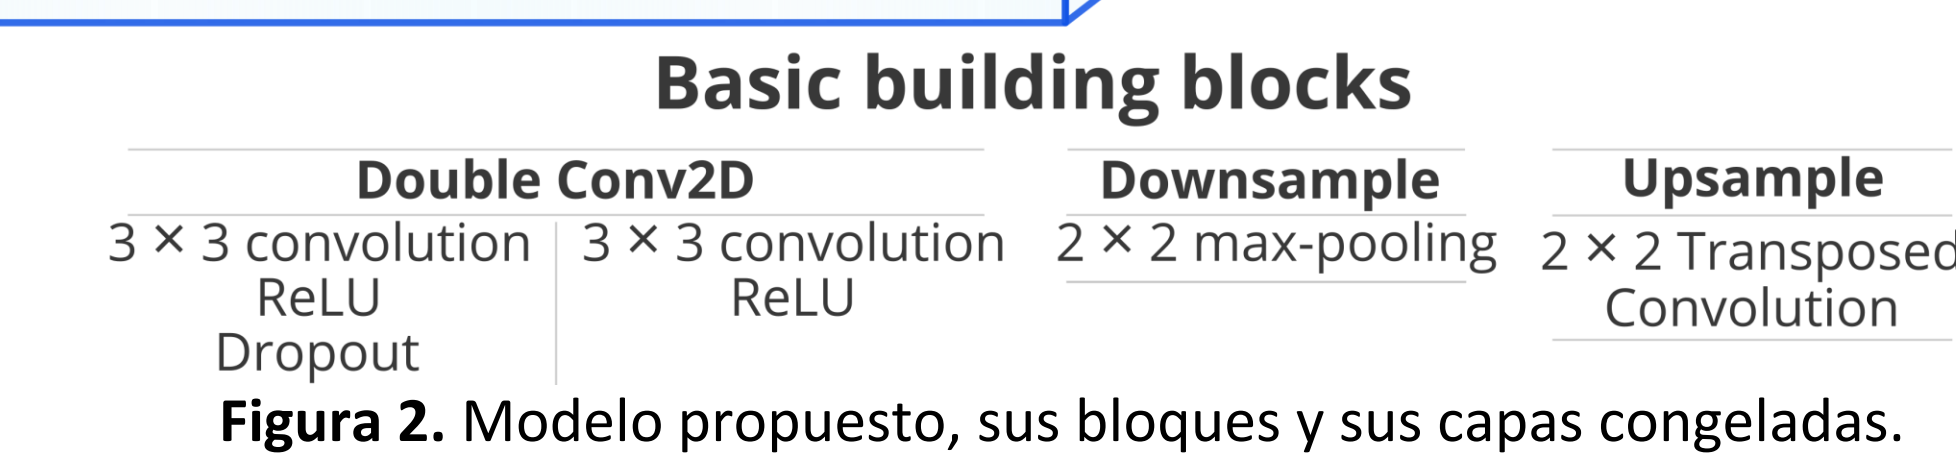 Basic building blocks
Double Conv2D
3 × 3 convolution
ReLU
Dropout
3 × 3 convolution
ReLU
Downsample
2 × 2 max-pooling
Upsample
2 × 2 Transposed
Convolution
Figura 2. Modelo propuesto, sus bloques y sus capas congeladas.